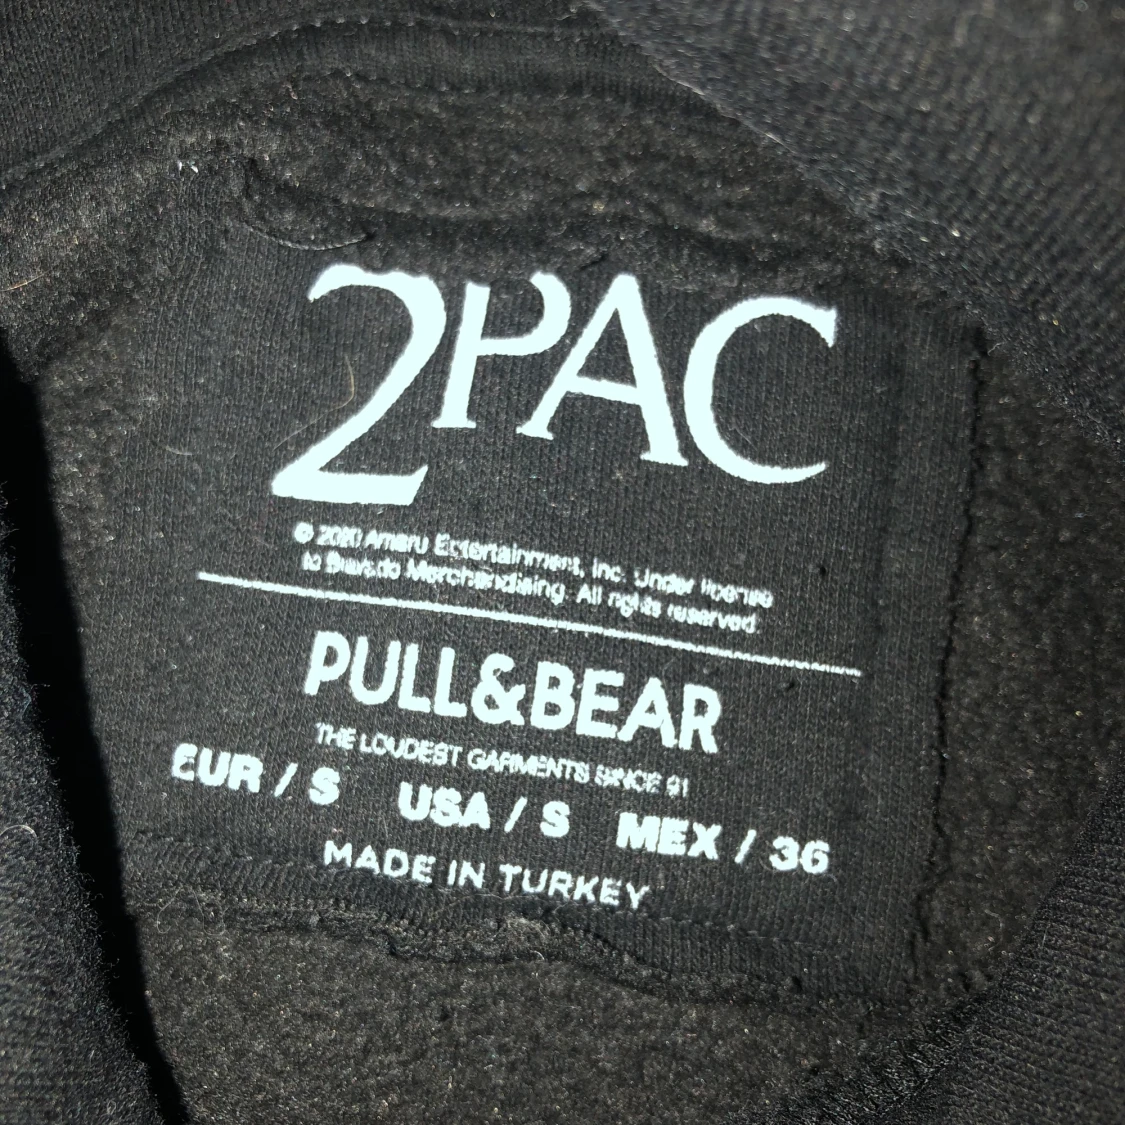 2PAC
© 2020 Amaru Entertainment, Inc. Under license
to Bravado Merchandising. All rights reserved.
PULL&BEAR
THE LOUDEST GARMENTS SINCE 91
EUR / S USA / S MEX / 36
MADE IN TURKEY